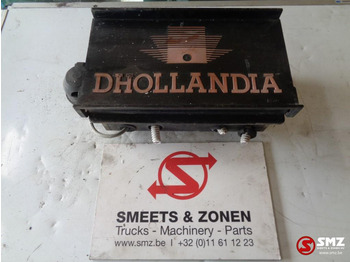 DHOLLANDIA
SMEETS & ZONEN
Trucks - Machinery - Parts
www.smz.be I +32 (0)11 61 12 23
SMZ